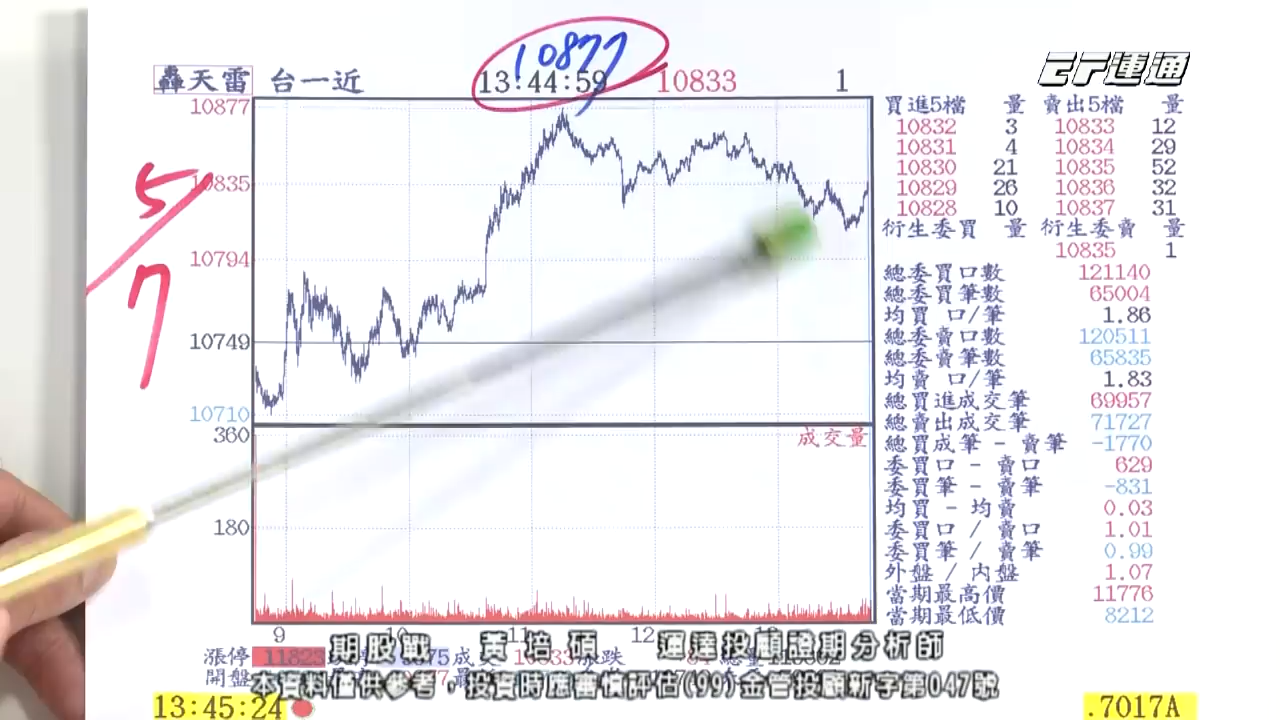 10877
ET運通
轟天雷 台一近 13:44:59 10833 1
10877
10835
10794
10749
10710
360
180
5/7
成交量
9
11
12
買進5檔 量 賣出5檔 量
10832 3 10833 12
10831 4 10834 29
10830 21 10835 52
10829 26 10836 32
10828 10 10837 31
衍生委買 量 衍生委賣 量
10835 1
總委買口數 121140
總委買筆數 65004
均買 口/筆 1.86
總委賣口數 120511
總委賣筆數 65835
均賣 口/筆 1.83
總買進成交筆 69957
總賣出成交筆 71727
總買成筆 - 賣筆 -1770
委買口 - 賣口 629
委買筆 - 賣筆 -831
均買 - 均賣 0.03
委買口 / 賣口 1.01
委買筆 / 賣筆 0.99
外盤 / 內盤 1.07
當期最高價 11776
當期最低價 8212
漲停
開盤
期股戰 黃培碩 運達投顧證期分析師
本資料僅供參考，投資時應審慎評估(99)金管投顧新字第047號
13:45:24
.7017A